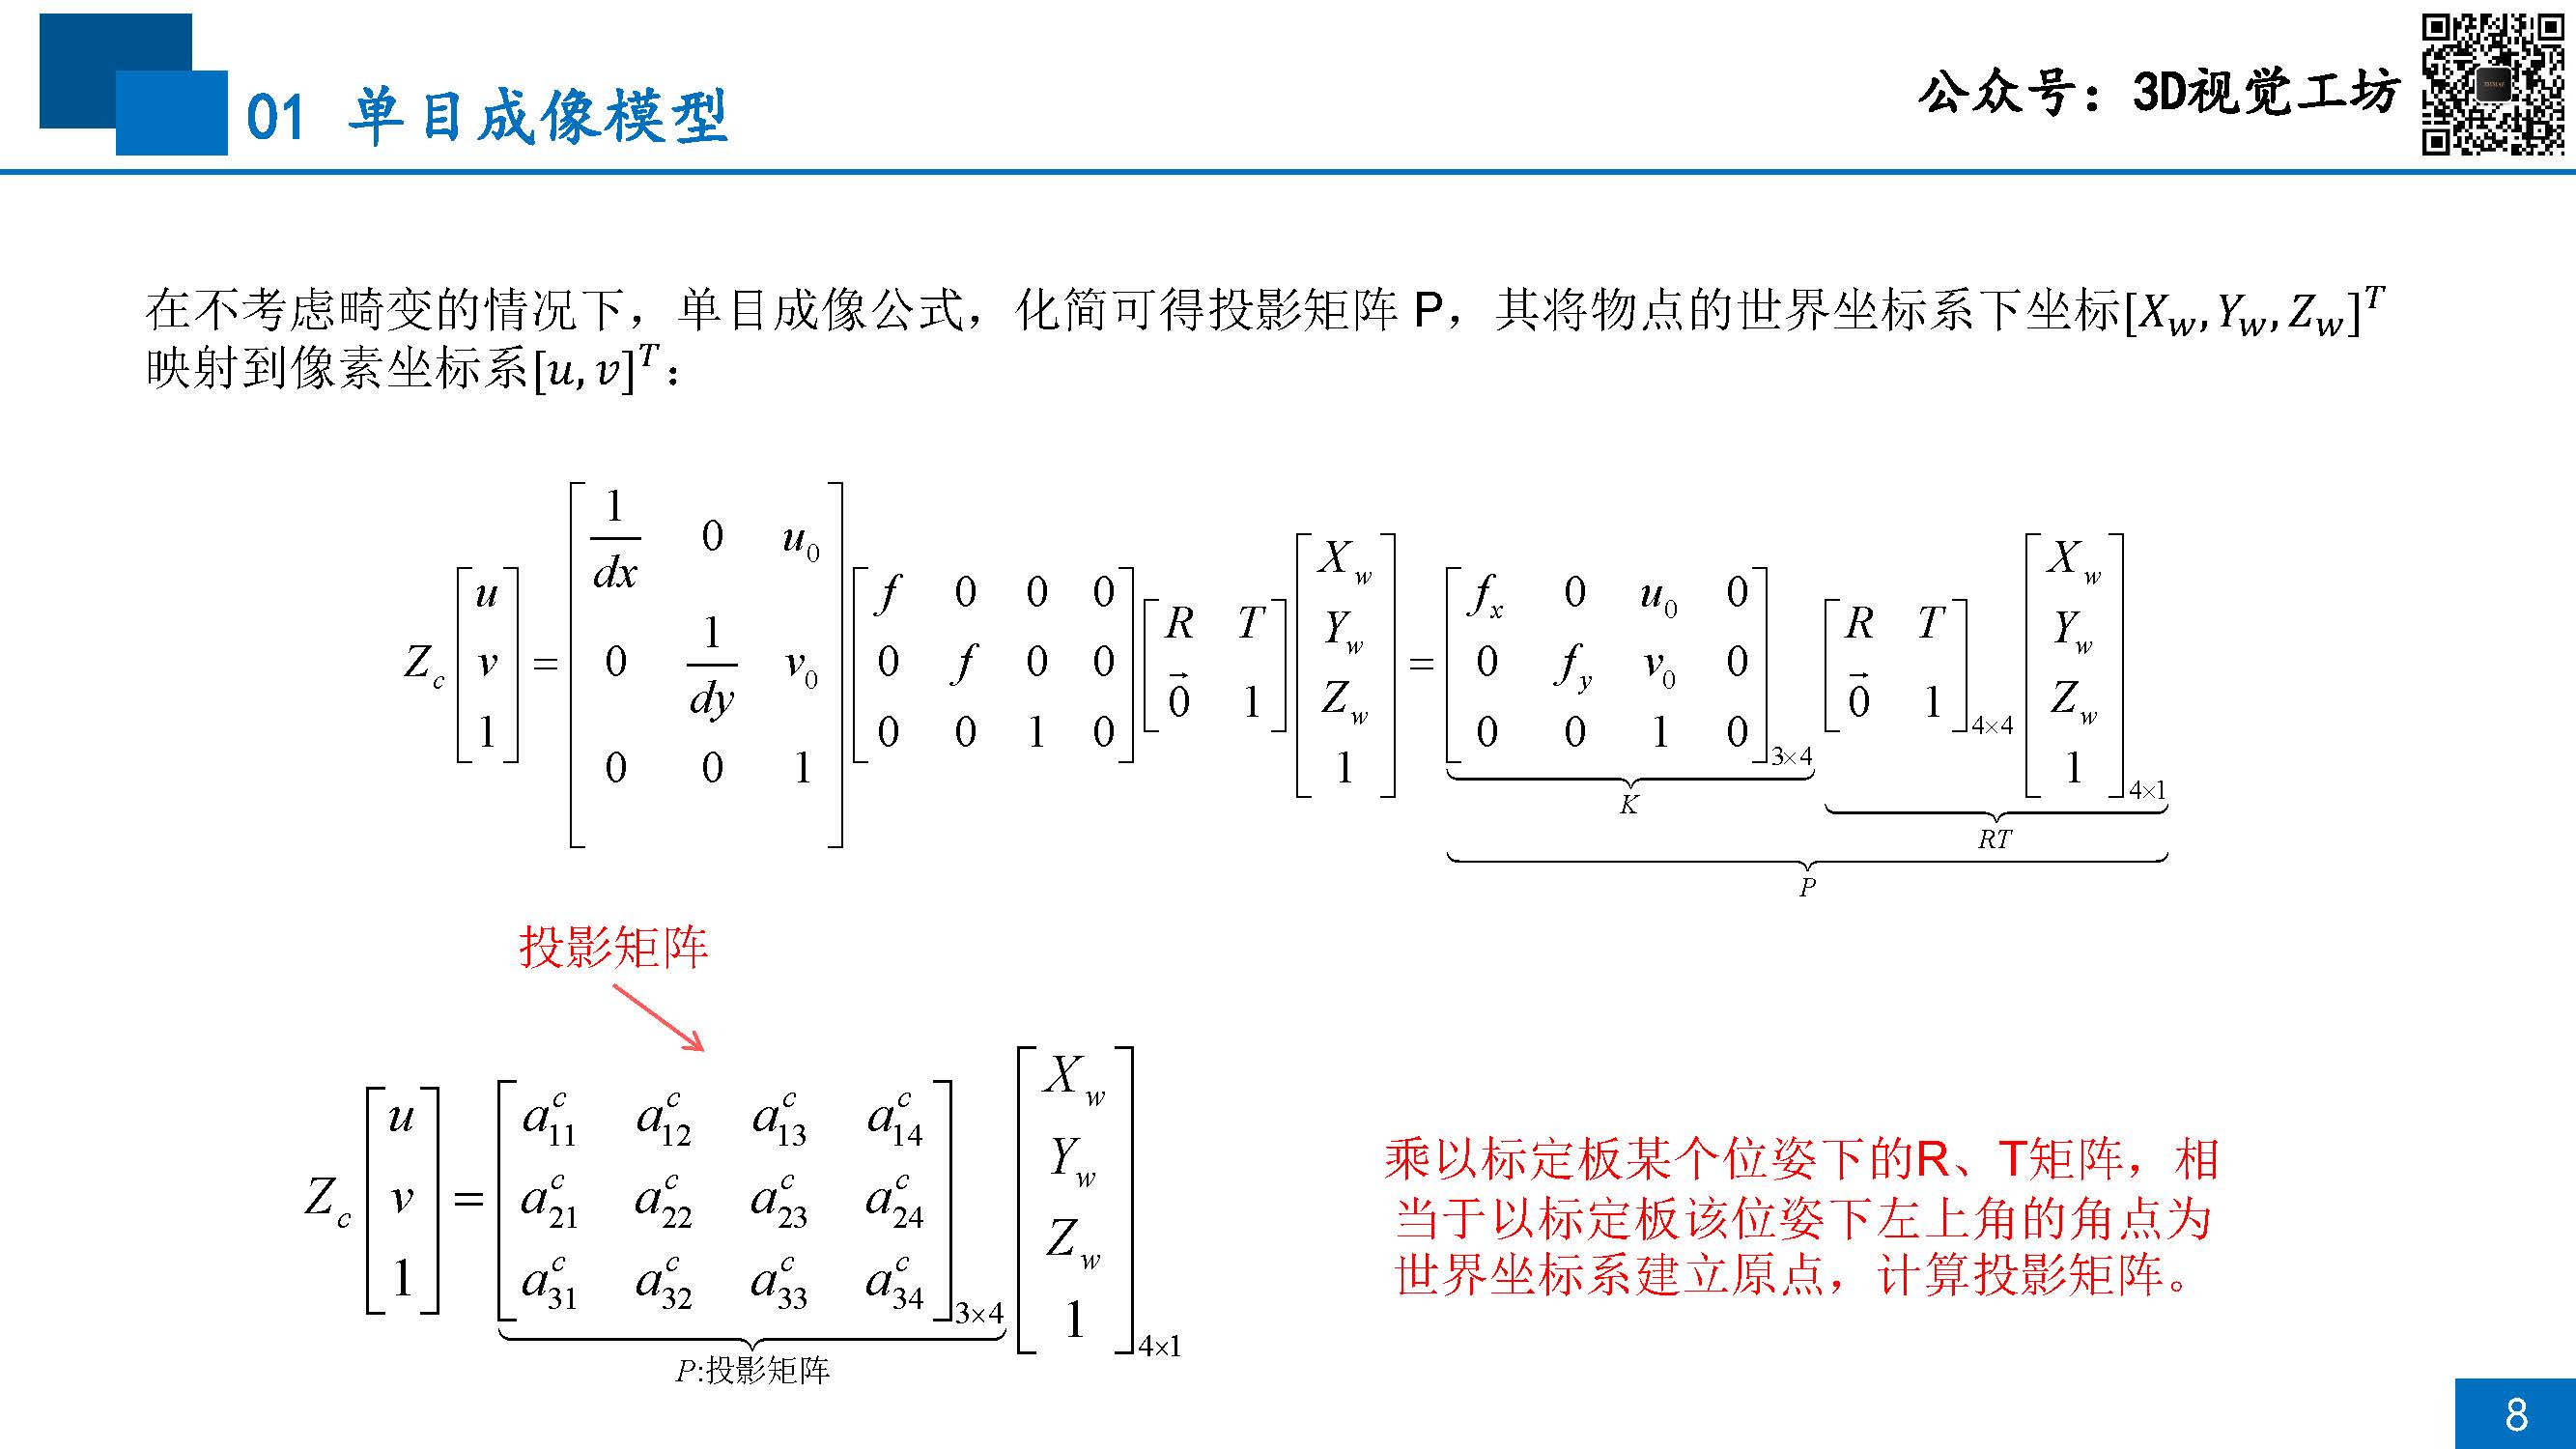 01 单目成像模型
公众号：3D视觉工坊
在不考虑畸变的情况下，单目成像公式，化简可得投影矩阵 P，其将物点的世界坐标系下坐标$[X_w, Y_w, Z_w]^T$
映射到像素坐标系$[u, v]^T$：
$Z_c \begin{bmatrix} u \\ v \\ 1 \end{bmatrix} = \begin{bmatrix} \frac{1}{dx} & 0 & u_0 \\ 0 & \frac{1}{dy} & v_0 \\ 0 & 0 & 1 \end{bmatrix} \begin{bmatrix} f & 0 & 0 & 0 \\ 0 & f & 0 & 0 \\ 0 & 0 & 1 & 0 \end{bmatrix} \begin{bmatrix} R & T \\ \vec{0} & 1 \end{bmatrix} \begin{bmatrix} X_w \\ Y_w \\ Z_w \\ 1 \end{bmatrix} = \underbrace{\underbrace{\begin{bmatrix} f_x & 0 & u_0 & 0 \\ 0 & f_y & v_0 & 0 \\ 0 & 0 & 1 & 0 \end{bmatrix}_{3×4}}_{K} \underbrace{\begin{bmatrix} R & T \\ \vec{0} & 1 \end{bmatrix}_{4×4} \begin{bmatrix} X_w \\ Y_w \\ Z_w \\ 1 \end{bmatrix}_{4×1}}_{RT}}_{P}$
投影矩阵
$Z_c \begin{bmatrix} u \\ v \\ 1 \end{bmatrix} = \underbrace{\begin{bmatrix} a_{11}^c & a_{12}^c & a_{13}^c & a_{14}^c \\ a_{21}^c & a_{22}^c & a_{23}^c & a_{24}^c \\ a_{31}^c & a_{32}^c & a_{33}^c & a_{34}^c \end{bmatrix}_{3×4}}_{P:投影矩阵} \begin{bmatrix} X_w \\ Y_w \\ Z_w \\ 1 \end{bmatrix}_{4×1}$
乘以标定板某个位姿下的R、T矩阵，相
当于以标定板该位姿下左上角的角点为
世界坐标系建立原点，计算投影矩阵。
8